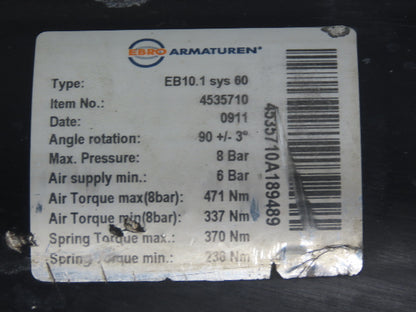 EBRO ARMATUREN®
Type: EB10.1 sys 60
Item No.: 4535710
Date: 0911
Angle rotation: 90 +/- 3°
Max. Pressure: 8 Bar
Air supply min.: 6 Bar
Air Torque max(8bar): 471 Nm
Air Torque min(8bar): 337 Nm
Spring Torque max.: 370 Nm
Spring Torque min.: 230 Nm
4535710A189489